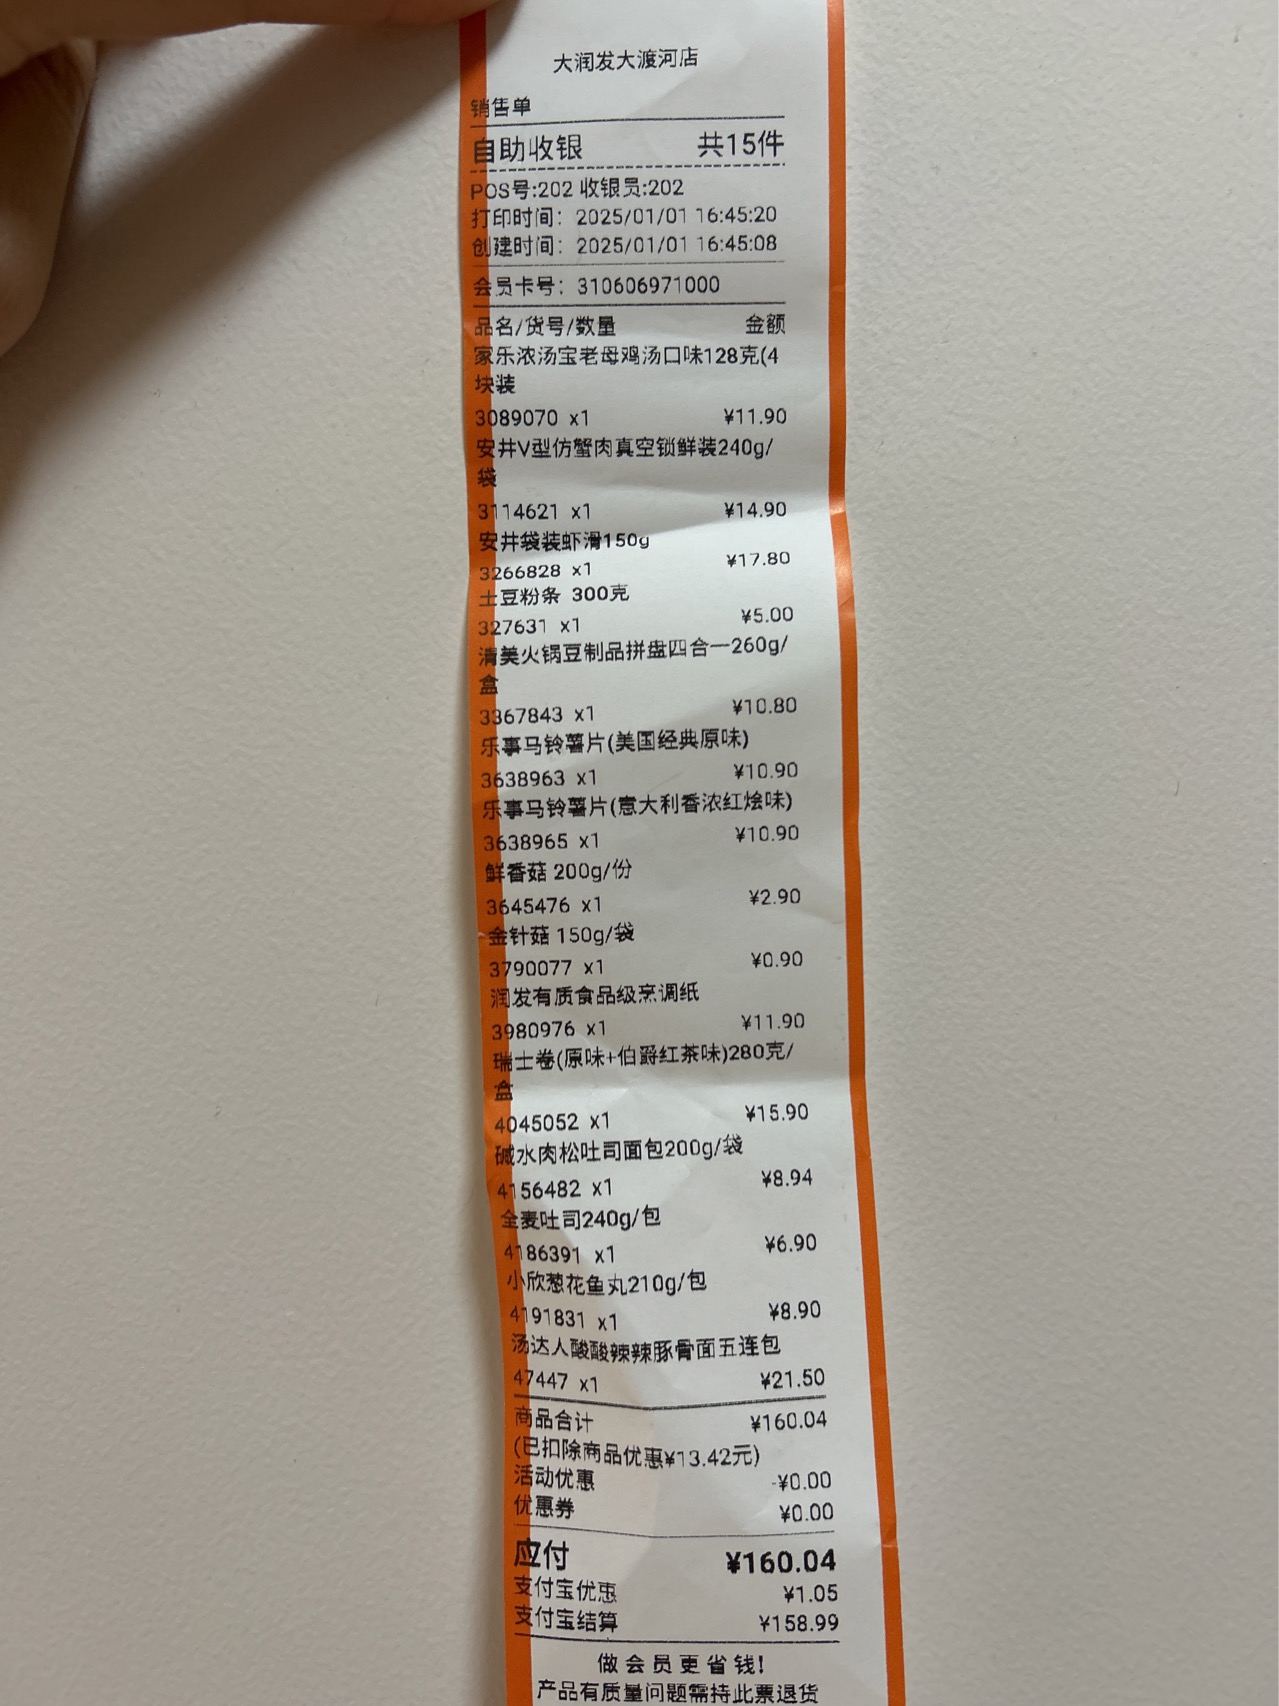 大润发大渡河店
销售单
自助收银 共15件
POS号:202 收银员:202
打印时间: 2025/01/01 16:45:20
创建时间: 2025/01/01 16:45:08
会员卡号: 310606971000
品名/货号/数量 金额
家乐浓汤宝老母鸡汤口味128克(4
块装
3089070 x1 ¥11.90
安井V型仿蟹肉真空锁鲜装240g/
袋
3114621 x1 ¥14.90
安井袋装虾滑150g
3266828 x1 ¥17.80
土豆粉条 300克
327631 x1 ¥5.00
清美火锅豆制品拼盘四合一260g/
盒
3367843 x1 ¥10.80
乐事马铃薯片(美国经典原味)
3638963 x1 ¥10.90
乐事马铃薯片(意大利香浓红烩味)
3638965 x1 ¥10.90
鲜香菇 200g/份
3645476 x1 ¥2.90
金针菇 150g/袋
3790077 x1 ¥0.90
润发有质食品级烹调纸
3980976 x1 ¥11.90
瑞士卷(原味+伯爵红茶味)280克/
盒
4045052 x1 ¥15.90
碱水肉松吐司面包200g/袋
4156482 x1 ¥8.94
全麦吐司240g/包
4186391 x1 ¥6.90
小欣葱花鱼丸210g/包
4191831 x1 ¥8.90
汤达人酸酸辣辣豚骨面五连包
47447 x1 ¥21.50
商品合计 ¥160.04
(已扣除商品优惠¥13.42元)
活动优惠 -¥0.00
优惠券 ¥0.00
应付 ¥160.04
支付宝优惠 ¥1.05
支付宝结算 ¥158.99
做会员更省钱!
产品有质量问题需持此票退货